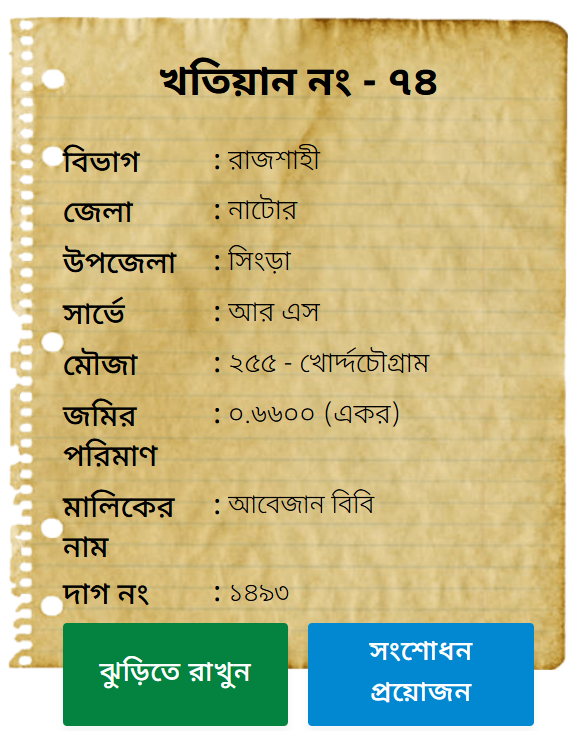 খতিয়ান নং - ৭৪
বিভাগ : রাজশাহী
জেলা : নাটোর
উপজেলা : সিংড়া
সার্ভে : আর এস
মৌজা : ২৫৫ - খোর্দ্দচৌগ্রাম
জমির : ০.৬৬০০ (একর)
পরিমাণ
মালিকের : আবেজান বিবি
নাম
দাগ নং : ১৪৯৩
ঝুড়িতে রাখুন
সংশোধন
প্রয়োজন